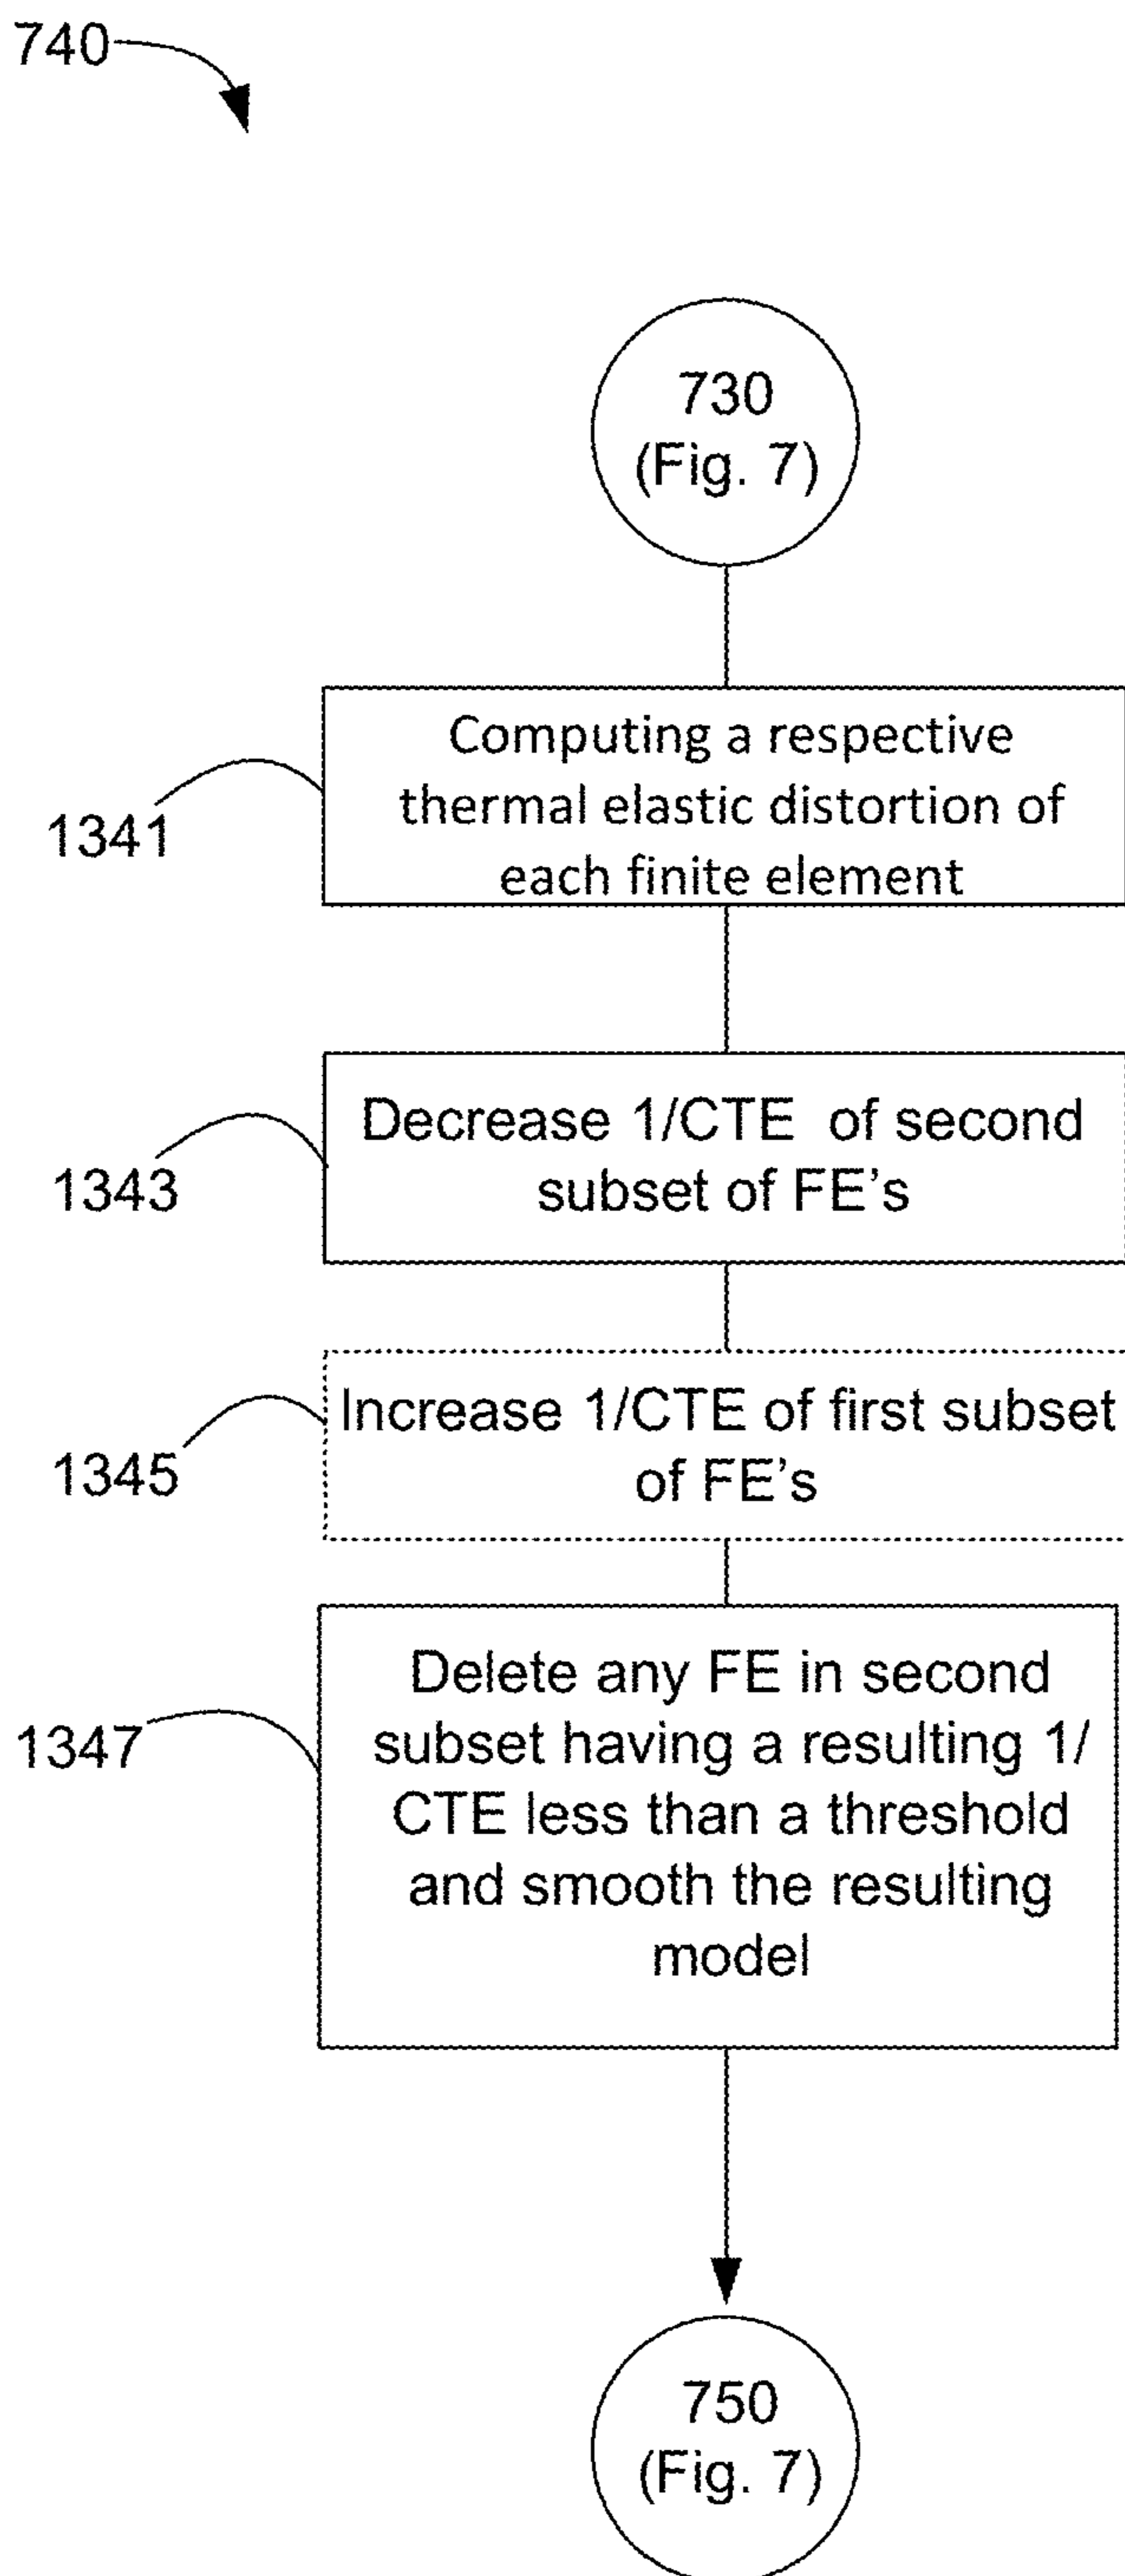 740
730
(Fig. 7)
Computing a respective
thermal elastic distortion of
each finite element
1341
Decrease 1/CTE of second
subset of FE's
1343
Increase 1/CTE of first subset
of FE's
1345
Delete any FE in second
subset having a resulting 1/
CTE less than a threshold
and smooth the resulting
model
1347
750
(Fig. 7)